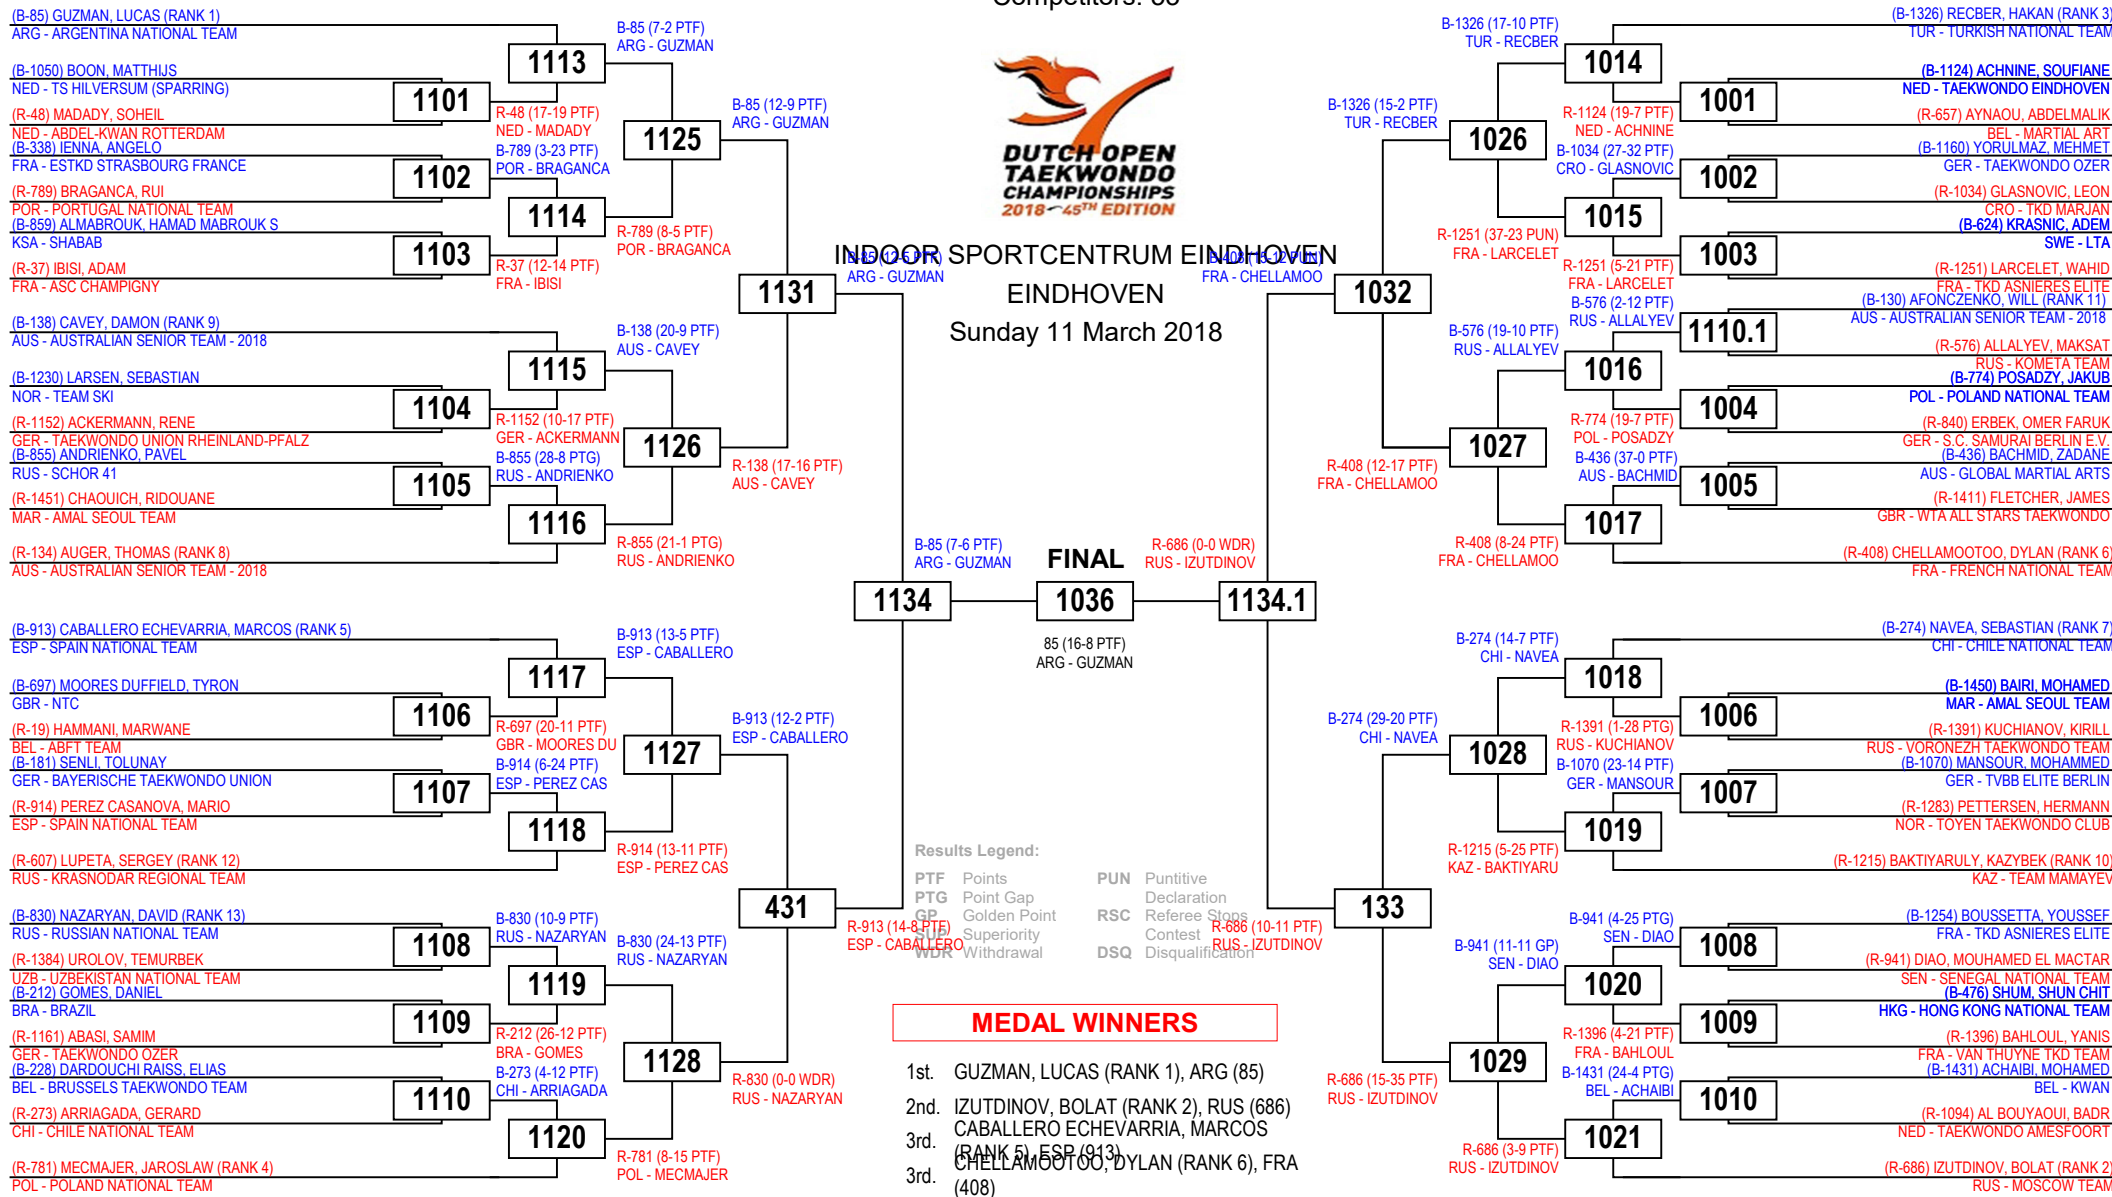 (B-85) GUZMAN, LUCAS (RANK 1)
ARG - ARGENTINA NATIONAL TEAM
(B-1050) BOON, MATTHIJS
NED - TS HILVERSUM (SPARRING)
(R-48) MADADY, SOHEIL
NED - ABDEL-KWAN ROTTERDAM
(B-338) IENNA, ANGELO
FRA - ESTKD STRASBOURG FRANCE
(R-789) BRAGANCA, RUI
POR - PORTUGAL NATIONAL TEAM
(B-859) ALMABROUK, HAMAD MABROUK S
KSA - SHABAB
(R-37) IBISI, ADAM
FRA - ASC CHAMPIGNY
(B-138) CAVEY, DAMON (RANK 9)
AUS - AUSTRALIAN SENIOR TEAM - 2018
(B-1230) LARSEN, SEBASTIAN
NOR - TEAM SKI
(R-1152) ACKERMANN, RENE
GER - TAEKWONDO UNION RHEINLAND-PFALZ
(B-855) ANDRIENKO, PAVEL
RUS - SCHOR 41
(R-1451) CHAOUICH, RIDOUANE
MAR - AMAL SEOUL TEAM
(R-134) AUGER, THOMAS (RANK 8)
AUS - AUSTRALIAN SENIOR TEAM - 2018
(B-913) CABALLERO ECHEVARRIA, MARCOS (RANK 5)
ESP - SPAIN NATIONAL TEAM
(B-697) MOORES DUFFIELD, TYRON
GBR - NTC
(R-19) HAMMANI, MARWANE
BEL - ABFT TEAM
(B-181) SENLI, TOLUNAY
GER - BAYERISCHE TAEKWONDO UNION
(R-914) PEREZ CASANOVA, MARIO
ESP - SPAIN NATIONAL TEAM
(R-607) LUPETA, SERGEY (RANK 12)
RUS - KRASNODAR REGIONAL TEAM
(B-830) NAZARYAN, DAVID (RANK 13)
RUS - RUSSIAN NATIONAL TEAM
(R-1384) UROLOV, TEMURBEK
UZB - UZBEKISTAN NATIONAL TEAM
(B-212) GOMES, DANIEL
BRA - BRAZIL
(R-1161) ABASI, SAMIM
GER - TAEKWONDO OZER
(B-228) DARDOUCHI RAISS, ELIAS
BEL - BRUSSELS TAEKWONDO TEAM
(R-273) ARRIAGADA, GERARD
CHI - CHILE NATIONAL TEAM
(R-781) MECMAJER, JAROSLAW (RANK 4)
POL - POLAND NATIONAL TEAM
1101
1102
1103
1104
1105
1106
1107
1108
1109
1110
R-48 (17-19 PTF)
NED - MADADY
B-789 (3-23 PTF)
POR - BRAGANCA
R-37 (12-14 PTF)
FRA - IBISI
R-1152 (10-17 PTF)
GER - ACKERMANN
B-855 (28-8 PTG)
RUS - ANDRIENKO
R-697 (20-11 PTF)
GBR - MOORES DU
B-914 (6-24 PTF)
ESP - PEREZ CAS
B-830 (10-9 PTF)
RUS - NAZARYAN
R-212 (26-12 PTF)
BRA - GOMES
B-273 (4-12 PTF)
CHI - ARRIAGADA
1113
1114
1115
1116
1117
1118
1119
1120
B-85 (7-2 PTF)
ARG - GUZMAN
R-789 (8-5 PTF)
POR - BRAGANCA
B-138 (20-9 PTF)
AUS - CAVEY
R-855 (21-1 PTG)
RUS - ANDRIENKO
B-913 (13-5 PTF)
ESP - CABALLERO
R-914 (13-11 PTF)
ESP - PEREZ CAS
B-830 (24-13 PTF)
RUS - NAZARYAN
R-781 (8-15 PTF)
POL - MECMAJER
1125
1126
1127
1128
B-85 (12-9 PTF)
ARG - GUZMAN
R-138 (17-16 PTF)
AUS - CAVEY
B-913 (12-2 PTF)
ESP - CABALLERO
R-830 (0-0 WDR)
RUS - NAZARYAN
1131
431
B-85 (12-5 PTF)
ARG - GUZMAN
R-913 (14-8 PTF)
ESP - CABALLERO
1134
B-85 (7-6 PTF)
ARG - GUZMAN
DUTCH OPEN
TAEKWONDO
CHAMPIONSHIPS
2018 - 45TH EDITION
INDOOR SPORTCENTRUM EINDHOVEN
EINDHOVEN
Sunday 11 March 2018
FINAL
1036
85 (16-8 PTF)
ARG - GUZMAN
R-686 (0-0 WDR)
RUS - IZUTDINOV
1134.1
Results Legend:
PTF Points
PTG Point Gap
GP Golden Point
SUP Superiority
WDR Withdrawal
PUN Puntitive
Declaration
RSC Referee Stops
Contest
DSQ Disqualification
MEDAL WINNERS
1st. GUZMAN, LUCAS (RANK 1), ARG (85)
2nd. IZUTDINOV, BOLAT (RANK 2), RUS (686)
3rd. CABALLERO ECHEVARRIA, MARCOS
(RANK 5), ESP (913)
3rd. CHELLAMOOTOO, DYLAN (RANK 6), FRA
(408)
B-408 (15-12 PUN)
FRA - CHELLAMOO
R-686 (10-11 PTF)
RUS - IZUTDINOV
1032
133
B-1326 (15-2 PTF)
TUR - RECBER
R-408 (12-17 PTF)
FRA - CHELLAMOO
B-274 (29-20 PTF)
CHI - NAVEA
R-686 (15-35 PTF)
RUS - IZUTDINOV
1026
1027
1028
1029
B-1326 (17-10 PTF)
TUR - RECBER
R-1251 (37-23 PUN)
FRA - LARCELET
B-576 (19-10 PTF)
RUS - ALLALYEV
R-408 (8-24 PTF)
FRA - CHELLAMOO
B-274 (14-7 PTF)
CHI - NAVEA
R-1215 (5-25 PTF)
KAZ - BAKTIYARU
B-941 (11-11 GP)
SEN - DIAO
R-686 (3-9 PTF)
RUS - IZUTDINOV
1014
1015
1016
1017
1018
1019
1020
1021
R-1124 (19-7 PTF)
NED - ACHNINE
B-1034 (27-32 PTF)
CRO - GLASNOVIC
R-1251 (5-21 PTF)
FRA - LARCELET
B-576 (2-12 PTF)
RUS - ALLALYEV
R-774 (19-7 PTF)
POL - POSADZY
B-436 (37-0 PTF)
AUS - BACHMID
R-1391 (1-28 PTG)
RUS - KUCHIANOV
B-1070 (23-14 PTF)
GER - MANSOUR
B-941 (4-25 PTG)
SEN - DIAO
R-1396 (4-21 PTF)
FRA - BAHLOUL
B-1431 (24-4 PTG)
BEL - ACHAIBI
1001
1002
1003
1110.1
1004
1005
1006
1007
1008
1009
1010
(B-1326) RECBER, HAKAN (RANK 3)
TUR - TURKISH NATIONAL TEAM
(B-1124) ACHNINE, SOUFIANE
NED - TAEKWONDO EINDHOVEN
(R-657) AYNAOU, ABDELMALIK
BEL - MARTIAL ART
(B-1160) YORULMAZ, MEHMET
GER - TAEKWONDO OZER
(R-1034) GLASNOVIC, LEON
CRO - TKD MARJAN
(B-624) KRASNIC, ADEM
SWE - LTA
(R-1251) LARCELET, WAHID
FRA - TKD ASNIERES ELITE
(B-130) AFONCZENKO, WILL (RANK 11)
AUS - AUSTRALIAN SENIOR TEAM - 2018
(R-576) ALLALYEV, MAKSAT
RUS - KOMETA TEAM
(B-774) POSADZY, JAKUB
POL - POLAND NATIONAL TEAM
(R-840) ERBEK, OMER FARUK
GER - S.C. SAMURAI BERLIN E.V.
(B-436) BACHMID, ZADANE
AUS - GLOBAL MARTIAL ARTS
(R-1411) FLETCHER, JAMES
GBR - WTA ALL STARS TAEKWONDO
(R-408) CHELLAMOOTOO, DYLAN (RANK 6)
FRA - FRENCH NATIONAL TEAM
(B-274) NAVEA, SEBASTIAN (RANK 7)
CHI - CHILE NATIONAL TEAM
(B-1450) BAIRI, MOHAMED
MAR - AMAL SEOUL TEAM
(R-1391) KUCHIANOV, KIRILL
RUS - VORONEZH TAEKWONDO TEAM
(B-1070) MANSOUR, MOHAMMED
GER - TVBB ELITE BERLIN
(R-1283) PETTERSEN, HERMANN
NOR - TOYEN TAEKWONDO CLUB
(R-1215) BAKTIYARULY, KAZYBEK (RANK 10)
KAZ - TEAM MAMAYEV
(B-1254) BOUSSETTA, YOUSSEF
FRA - TKD ASNIERES ELITE
(R-941) DIAO, MOUHAMED EL MACTAR
SEN - SENEGAL NATIONAL TEAM
(B-476) SHUM, SHUN CHIT
HKG - HONG KONG NATIONAL TEAM
(R-1396) BAHLOUL, YANIS
FRA - VAN THUYNE TKD TEAM
(B-1431) ACHAIBI, MOHAMED
BEL - KWAN
(R-1094) AL BOUYAOUI, BADR
NED - TAEKWONDO AMESFOORT
(R-686) IZUTDINOV, BOLAT (RANK 2)
RUS - MOSCOW TEAM